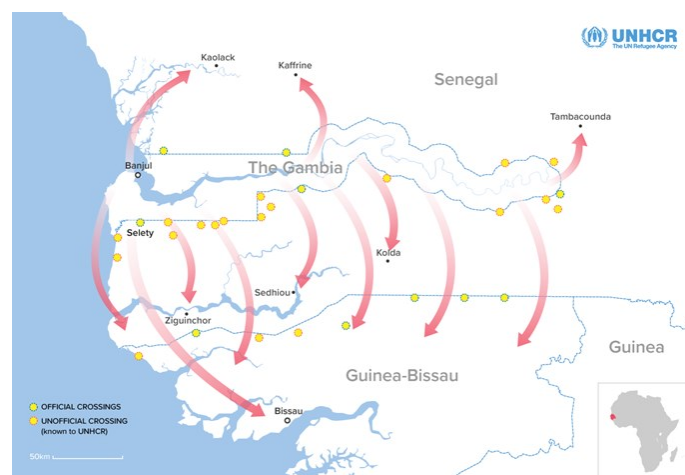 UNHCR
The UN Refugee Agency
Kaolack
Kaffrine
Senegal
Tambacounda
Banjul
The Gambia
Selety
Kolda
Sedhiou
Ziguinchor
Guinea
Guinea-Bissau
Bissau
OFFICIAL CROSSINGS
UNOFFICIAL CROSSING
(known to UNHCR)
50km